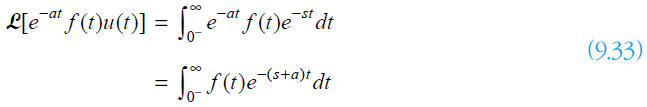 𝓛[e^{-at} f(t)u(t)] = ∫_{0^-}^{∞} e^{-at} f(t)e^{-st} dt
(9.33)
= ∫_{0^-}^{∞} f(t)e^{-(s+a)t} dt